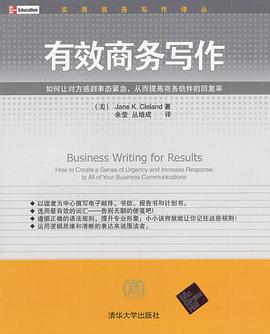 Education
实用商务写作译丛
有效商务写作
如何让对方感到事态紧急，从而提高商务信件的回复率
（美） Jane K. Cleland 著
余莹 丛培成 译
Business Writing for Results
How to Create a Sense of Urgency and Increase Response
to All of Your Business Communications
以读者为中心撰写电子邮件、书信、报告书和计划书。
选用最有效的词汇——告别无聊的便笺吧！
遵循正确的语法规则，提升专业形象；小小诀窍就能让你记住这些规则！
运用逻辑思维和清晰的表达来说服读者。
Mc
Graw
Hill
清华大学出版社